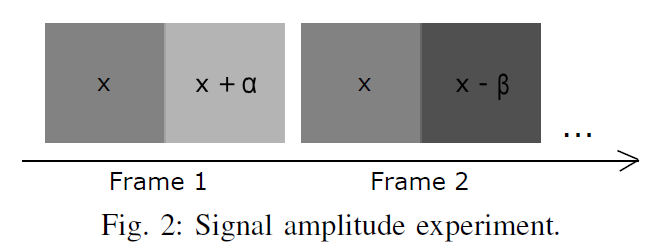 x x + α x x - β
...
Frame 1 Frame 2
Fig. 2: Signal amplitude experiment.